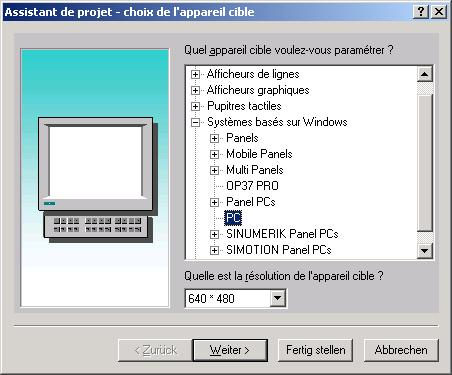 Assistant de projet - choix de l'appareil cible
Quel appareil cible voulez-vous paramétrer ?
Afficheurs de lignes
Afficheurs graphiques
Pupitres tactiles
Systèmes basés sur Windows
Panels
Mobile Panels
Multi Panels
OP37 PRO
Panel PCs
PC
SINUMERIK Panel PCs
SIMOTION Panel PCs
Quelle est la résolution de l'appareil cible ?
640 * 480
< Zurück
Weiter >
Fertig stellen
Abbrechen